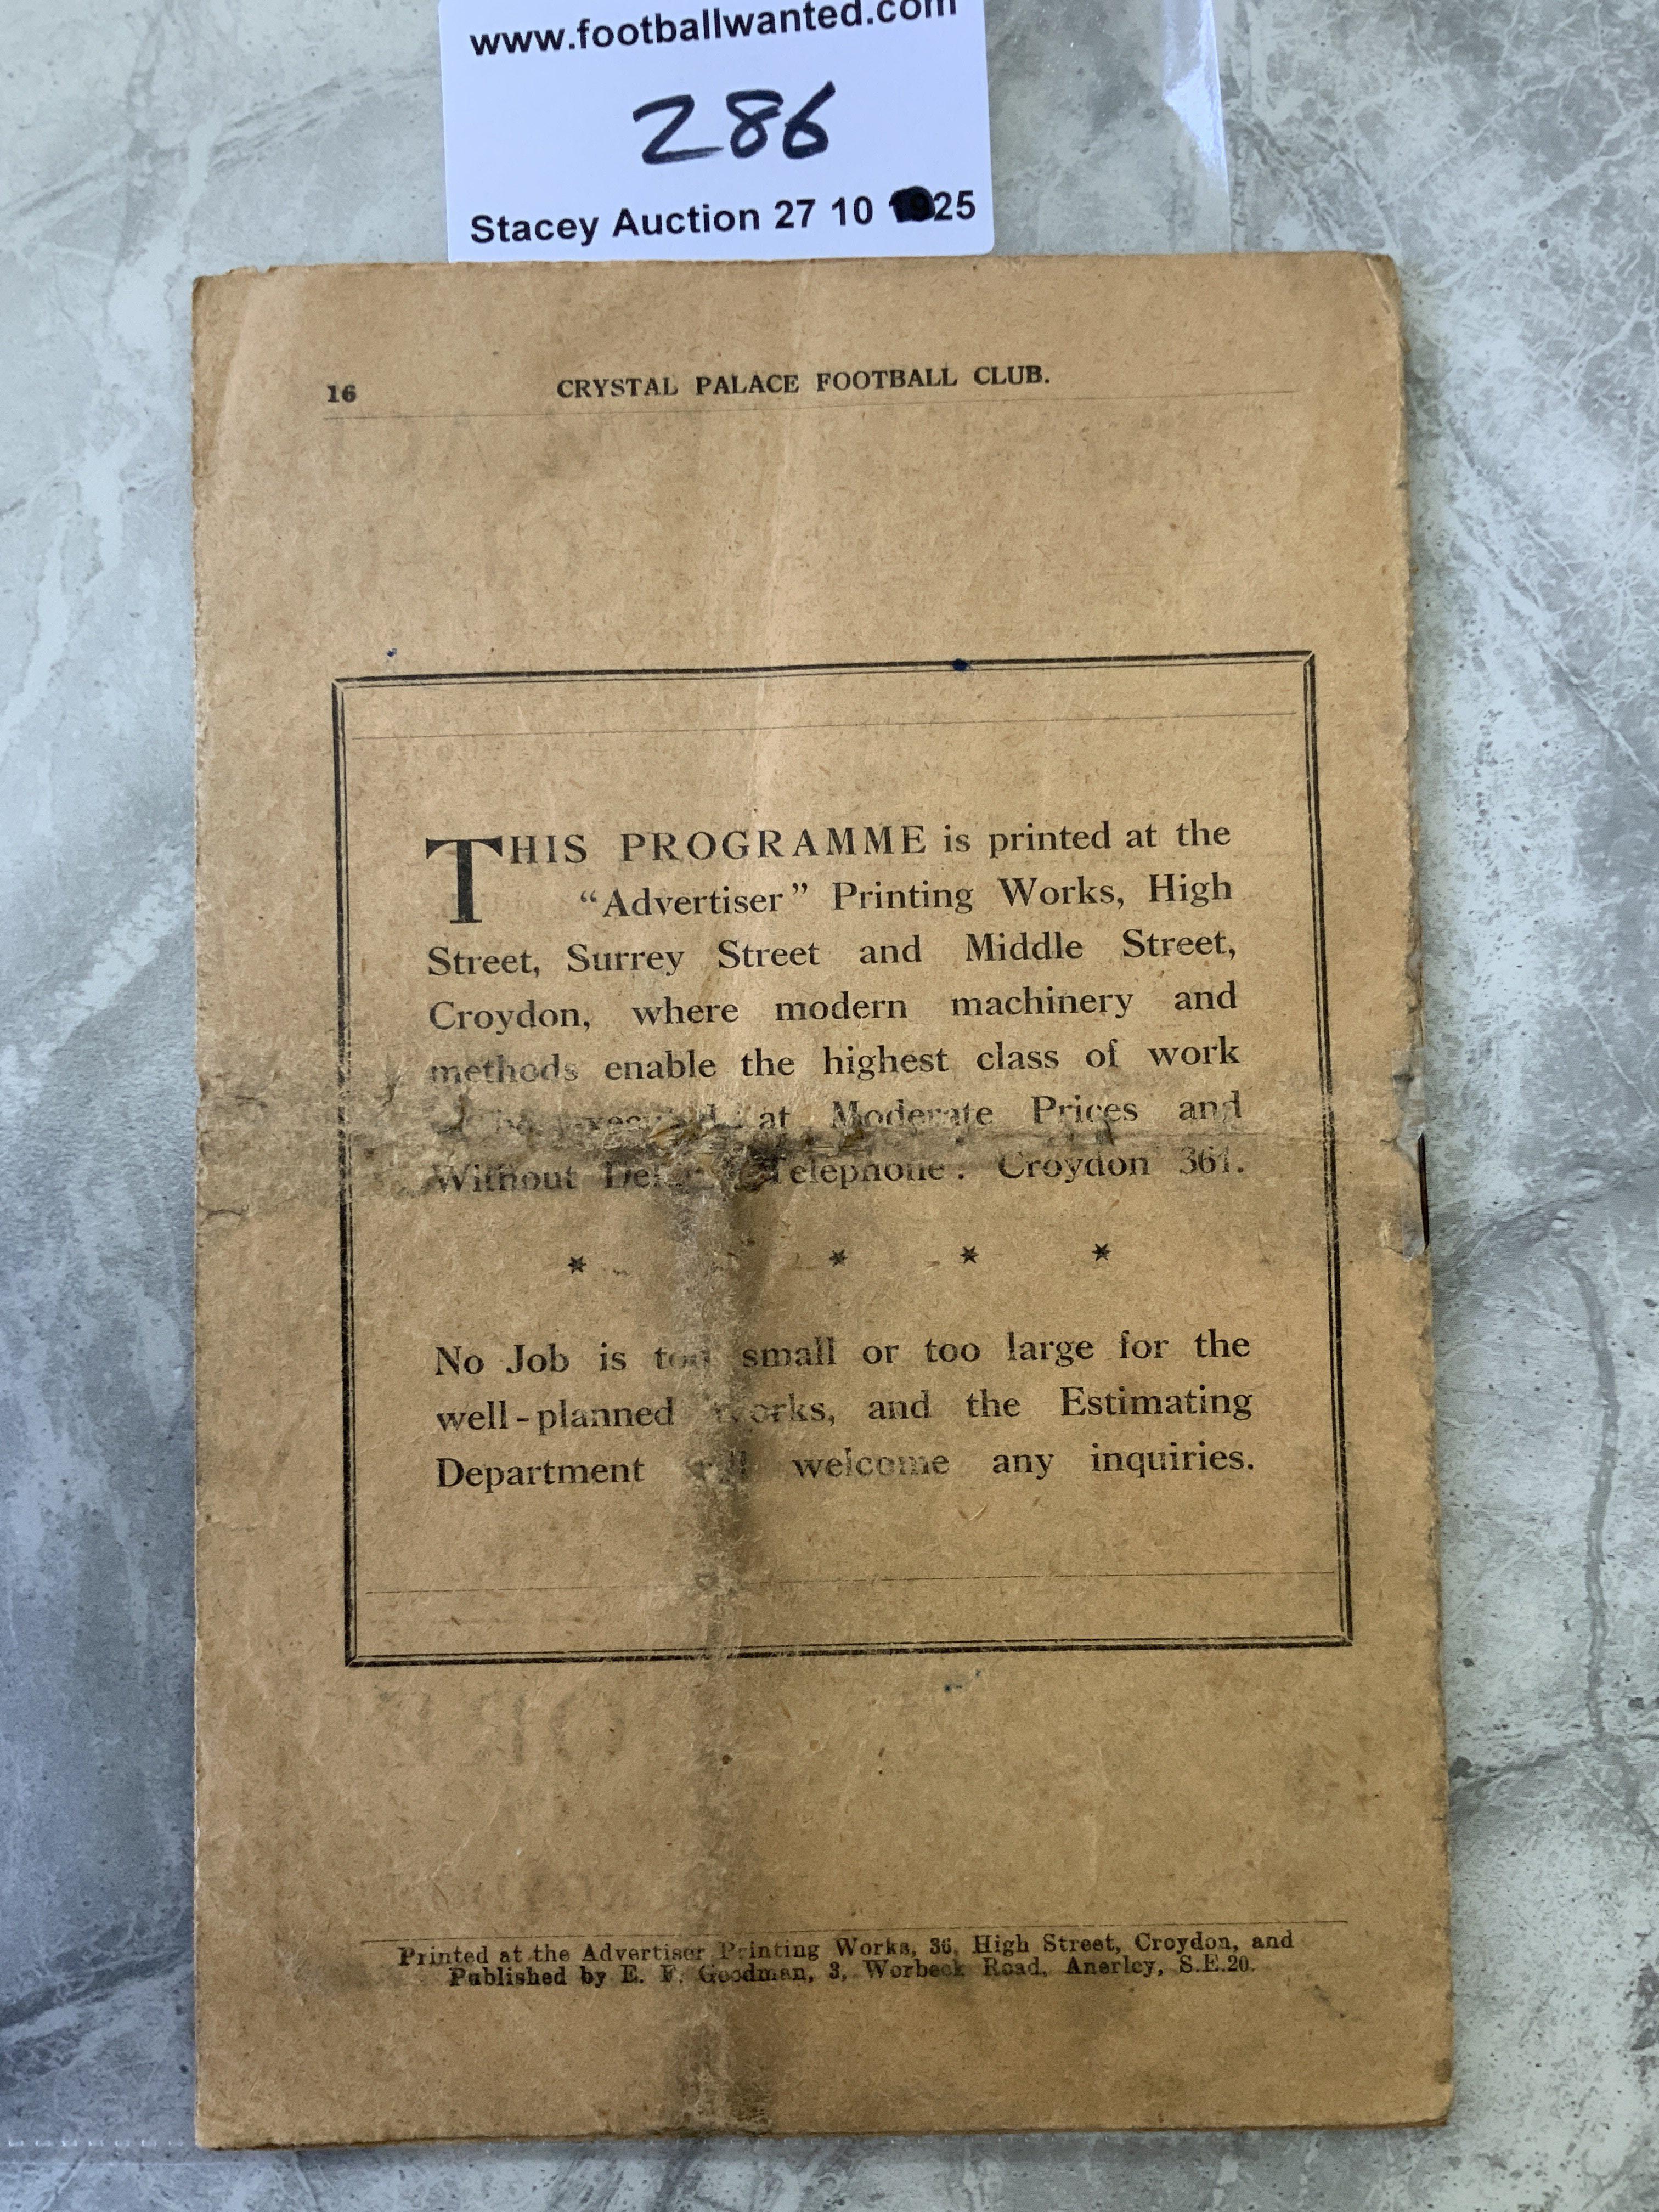 www.footballwanted.com
286
Stacey Auction 27 10 1925
16 CRYSTAL PALACE FOOTBALL CLUB.
THIS PROGRAMME is printed at the
"Advertiser" Printing Works, High
Street, Surrey Street and Middle Street,
Croydon, where modern machinery and
methods enable the highest class of work
at Moderate Prices and
Without Telephone: Croydon 361.
* * * *
No Job is too small or too large for the
well-planned works, and the Estimating
Department will welcome any inquiries.
Printed at the Advertiser Printing Works, 36, High Street, Croydon, and
Published by E. F. Goodman, 3, Worbeck Road, Anerley, S.E.20.